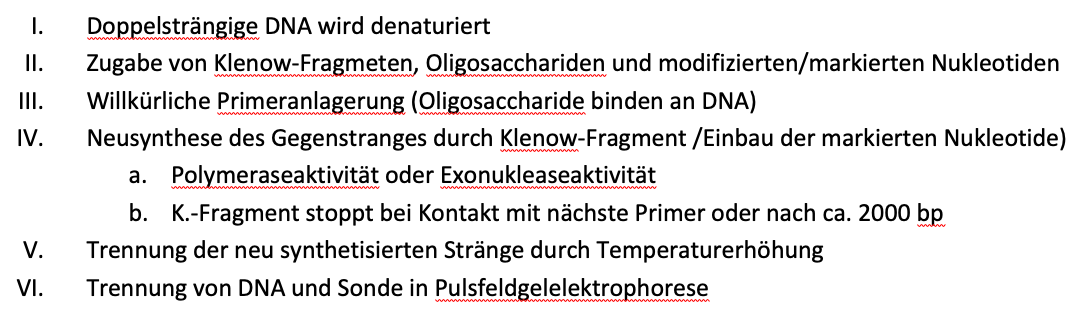 I. Doppelsträngige DNA wird denaturiert
II. Zugabe von Klenow-Fragmeten, Oligosacchariden und modifizierten/markierten Nukleotiden
III. Willkürliche Primeranlagerung (Oligosaccharide binden an DNA)
IV. Neusynthese des Gegenstranges durch Klenow-Fragment /Einbau der markierten Nukleotide)
a. Polymeraseaktivität oder Exonukleaseaktivität
b. K.-Fragment stoppt bei Kontakt mit nächste Primer oder nach ca. 2000 bp
V. Trennung der neu synthetisierten Stränge durch Temperaturerhöhung
VI. Trennung von DNA und Sonde in Pulsfeldgelelektrophorese